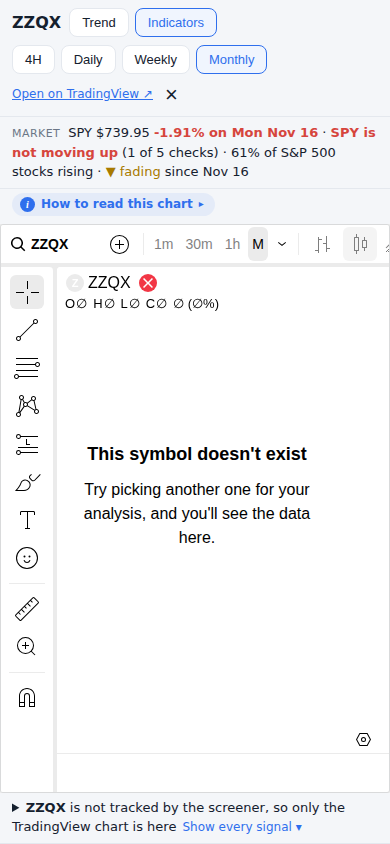 ZZQX Trend Indicators
4H Daily Weekly Monthly
Open on TradingView ↗ ✕
MARKET SPY $739.95 -1.91% on Mon Nov 16 · SPY is
not moving up (1 of 5 checks) · 61% of S&P 500
stocks rising · ▼ fading since Nov 16
i How to read this chart ▸
ZZQX 1m 30m 1h M
Z ZZQX
O∅ H∅ L∅ C∅ ∅ (∅%)
This symbol doesn't exist
Try picking another one for your
analysis, and you'll see the data
here.
▶ ZZQX is not tracked by the screener, so only the
TradingView chart is here Show every signal ▾